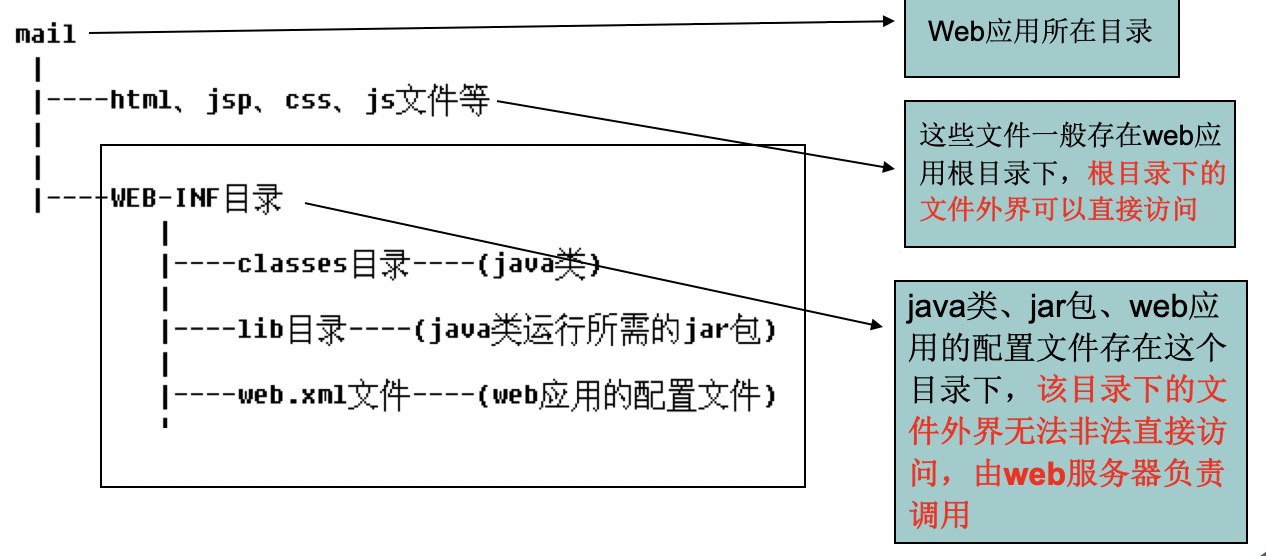 mail
Web应用所在目录
|----html、jsp、css、js文件等
这些文件一般存在web应
用根目录下，根目录下的
文件外界可以直接访问
|----WEB-INF目录
|----classes目录----(java类)
|----lib目录----(java类运行所需的jar包)
|----web.xml文件----(web应用的配置文件)
java类、jar包、web应
用的配置文件存在这个
目录下，该目录下的文
件外界无法非法直接访
问，由web服务器负责
调用